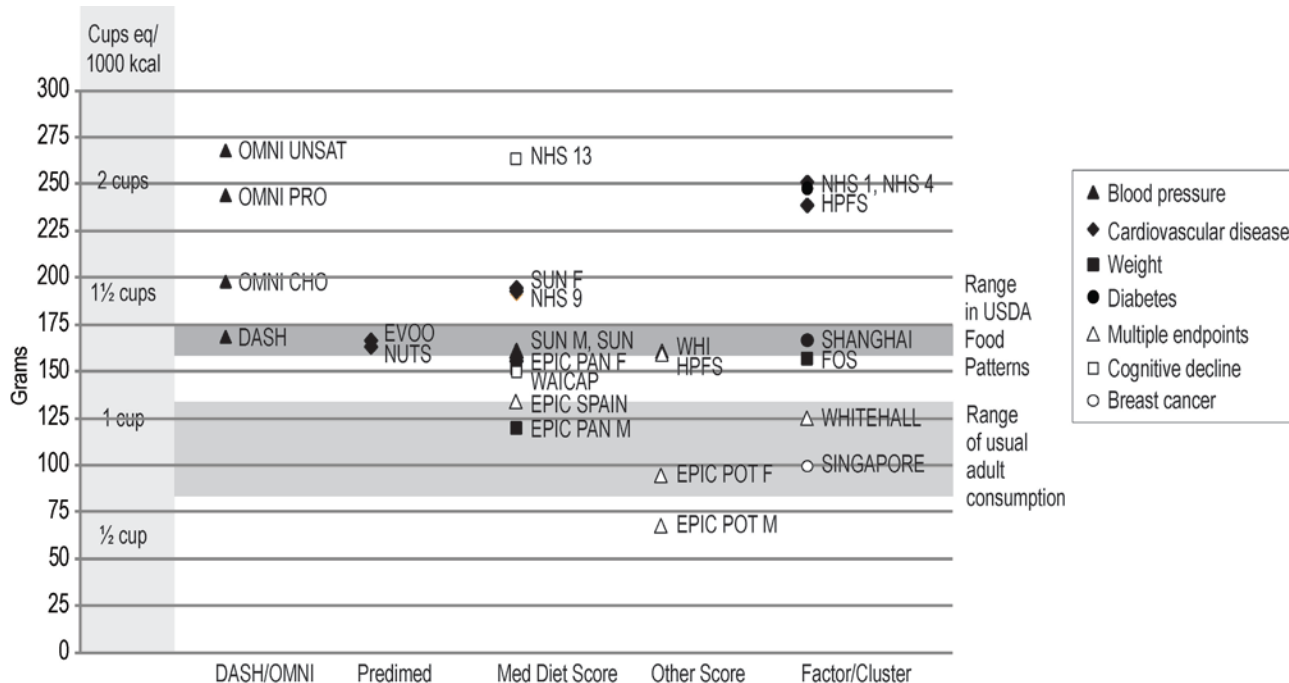 Cups eq/
1000 kcal
300
275
250
225
200
175
150
125
100
75
50
25
0
Grams
2 cups
1½ cups
1 cup
½ cup
OMNI UNSAT
OMNI PRO
OMNI CHO
DASH
EVOO
NUTS
NHS 13
SUN F
NHS 9
SUN M, SUN
EPIC PAN F
WAICAP
EPIC SPAIN
EPIC PAN M
WHI
HPFS
EPIC POT F
EPIC POT M
NHS 1, NHS 4
HPFS
SHANGHAI
FOS
WHITEHALL
SINGAPORE
Range
in USDA
Food
Patterns
Range
of usual
adult
consumption
Blood pressure
Cardiovascular disease
Weight
Diabetes
Multiple endpoints
Cognitive decline
Breast cancer
DASH/OMNI
Predimed
Med Diet Score
Other Score
Factor/Cluster